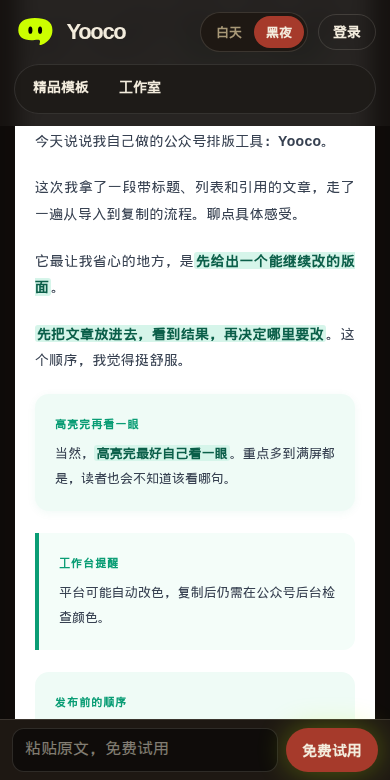 Yooco
白天 黑夜 登录
精品模板 工作室
今天说说我自己做的公众号排版工具：Yooco。
这次我拿了一段带标题、列表和引用的文章，走了
一遍从导入到复制的流程。聊点具体感受。
它最让我省心的地方，是先给出一个能继续改的版
面。
先把文章放进去，看到结果，再决定哪里要改。这
个顺序，我觉得挺舒服。
高亮完再看一眼
当然，高亮完最好自己看一眼。重点多到满屏都
是，读者也会不知道该看哪句。
工作台提醒
平台可能自动改色，复制后仍需在公众号后台检
查颜色。
发布前的顺序
粘贴原文，免费试用 免费试用